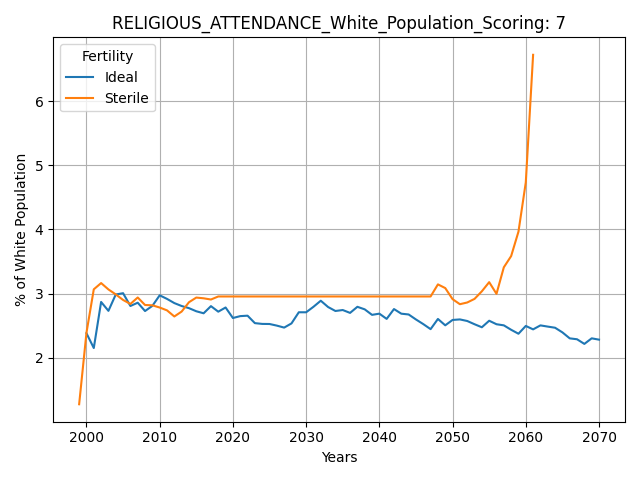 RELIGIOUS_ATTENDANCE_White_Population_Scoring: 7
Fertility
Ideal
Sterile
% of White Population
6
5
4
3
2
2000 2010 2020 2030 2040 2050 2060 2070
Years